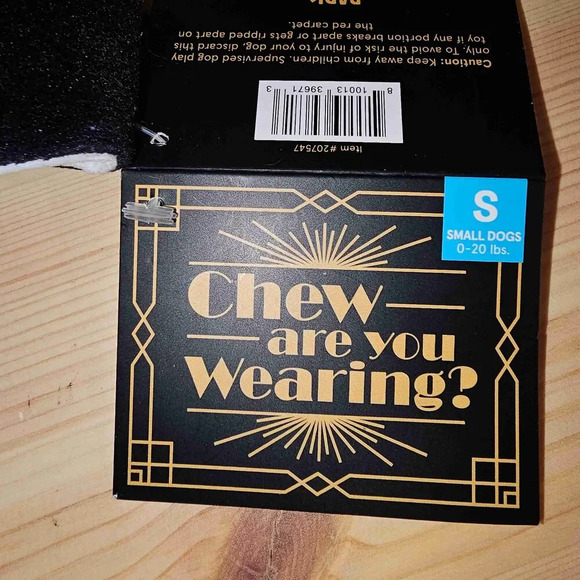 BARK
the red carpet.
toy if any portion breaks apart or gets ripped apart on
only. To avoid the risk of injury to your dog, discard this
Caution: Keep away from children. Supervised dog play
8 10013 39671 3
Item #207547
S
SMALL DOGS
0-20 lbs.
Chew
are you
Wearing?